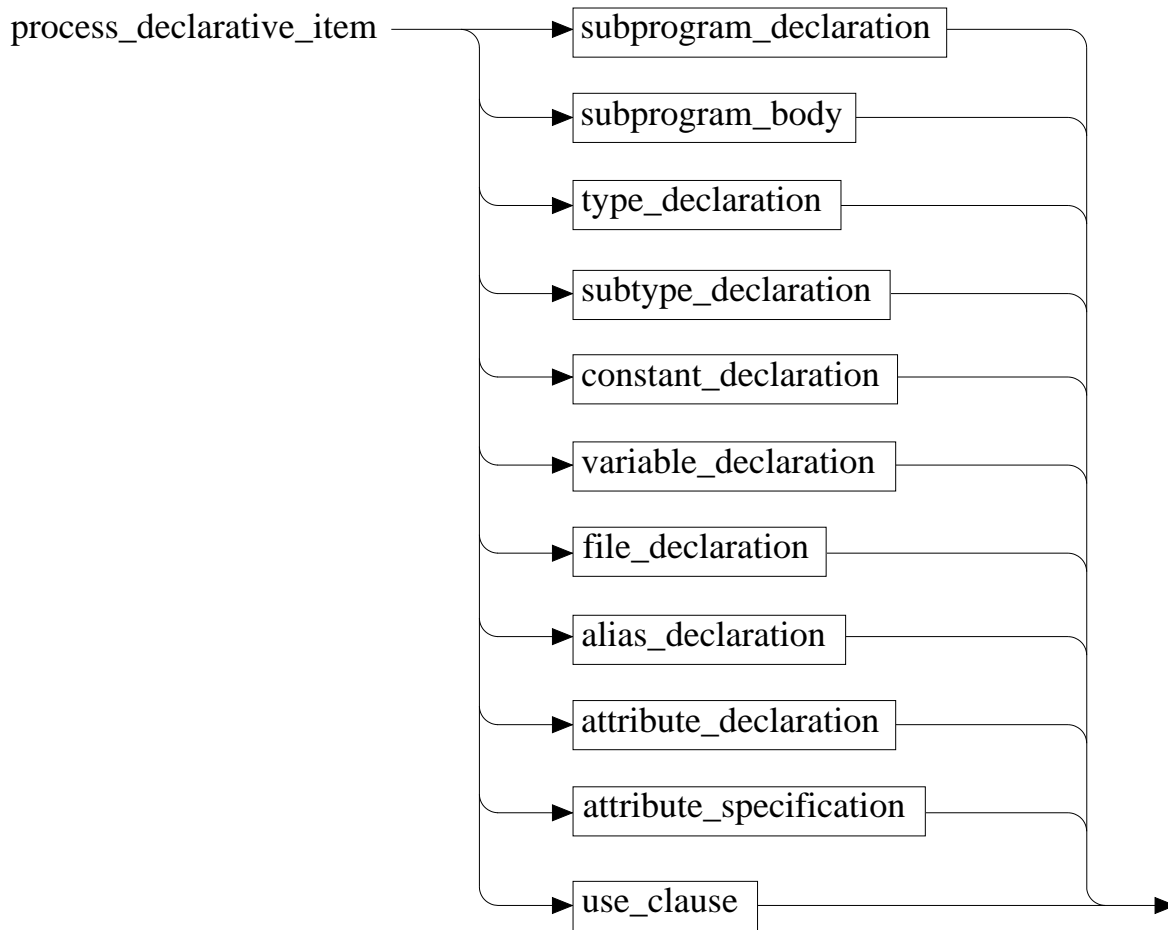 process_declarative_item
subprogram_declaration
subprogram_body
type_declaration
subtype_declaration
constant_declaration
variable_declaration
file_declaration
alias_declaration
attribute_declaration
attribute_specification
use_clause